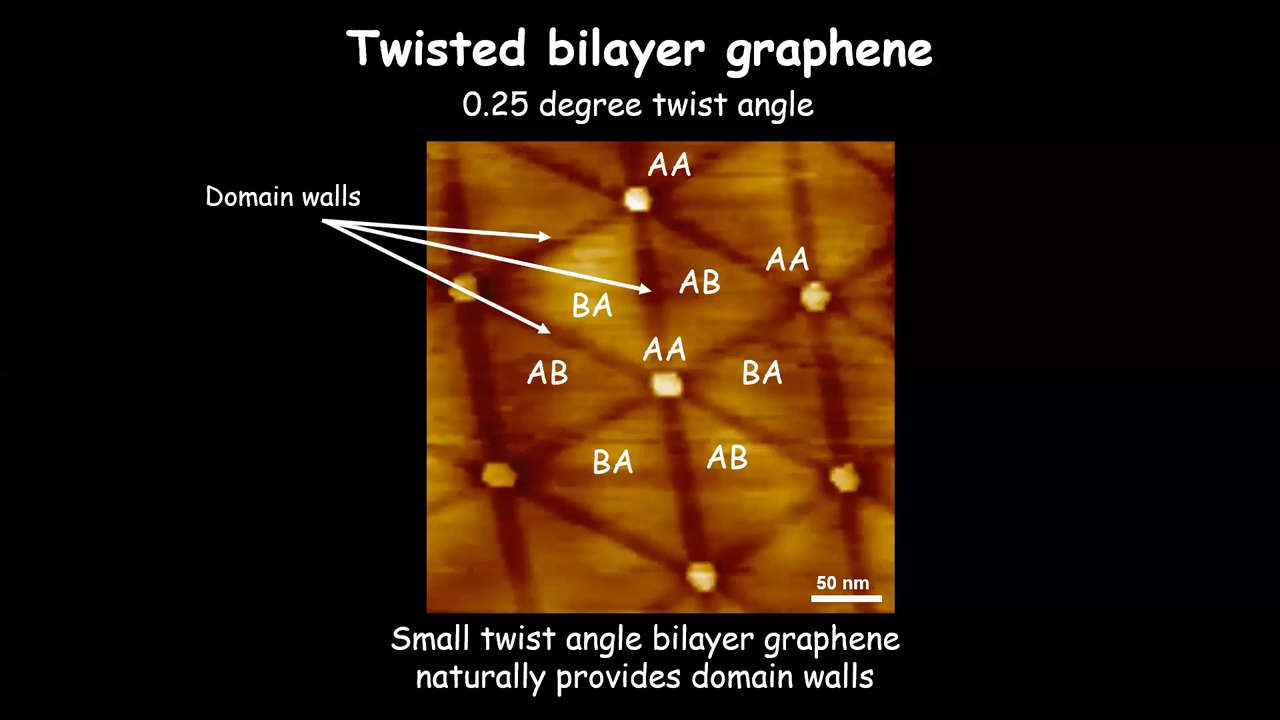 Twisted bilayer graphene
0.25 degree twist angle
AA
Domain walls
AA
AB
BA
AA
AB
BA
BA
AB
50 nm
Small twist angle bilayer graphene
naturally provides domain walls